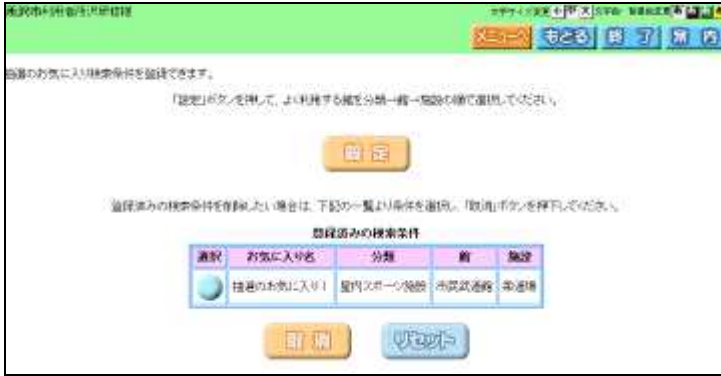 メニューへ もどる 終 了 案 内
抽選のお気に入り検索条件を登録できます。
「設定」ボタンを押して、よく利用する館を分類→館→施設の順で選択してください。
設 定
登録済みの検索条件を削除したい場合は、下記の一覧より条件を選択し、「取消」ボタンを押下してください。
登録済みの検索条件
選択 お気に入り名 分類 館 施設
抽選のお気に入り1 屋内スポーツ施設 市民武道館 柔道場
取 消 リセット